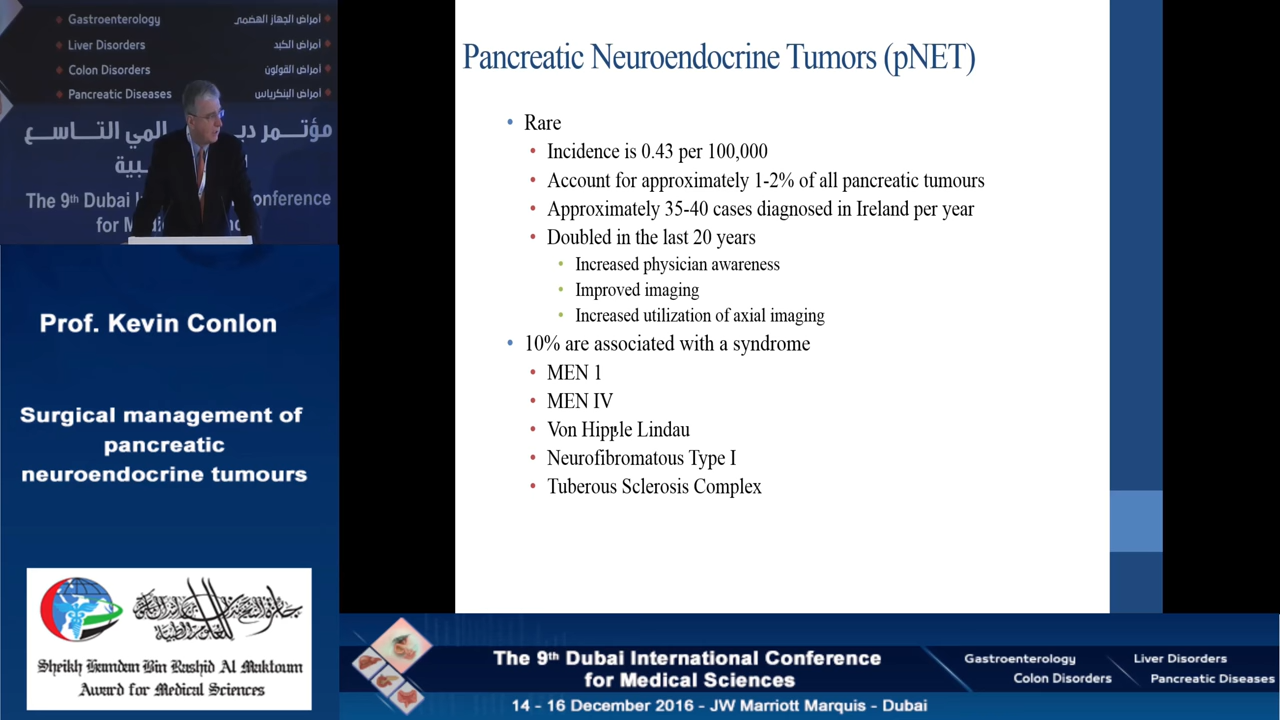 Gastroenterology
أمراض الجهاز الهضمي
Liver Disorders
أمراض الكبد
Colon Disorders
أمراض القولون
Pancreatic Diseases
أمراض البنكرياس
التاسع
The 9th Dubai
onference
for M
Prof. Kevin Conlon
Surgical management of
pancreatic
neuroendocrine tumours
Sheikh Hamdan Bin Rashid Al Maktoum
Award for Medical Sciences
Pancreatic Neuroendocrine Tumors (pNET)
• Rare
• Incidence is 0.43 per 100,000
• Account for approximately 1-2% of all pancreatic tumours
• Approximately 35-40 cases diagnosed in Ireland per year
• Doubled in the last 20 years
• Increased physician awareness
• Improved imaging
• Increased utilization of axial imaging
• 10% are associated with a syndrome
• MEN 1
• MEN IV
• Von Hipple Lindau
• Neurofibromatous Type I
• Tuberous Sclerosis Complex
The 9th Dubai International Conference
for Medical Sciences
14 - 16 December 2016 - JW Marriott Marquis - Dubai
Gastroenterology
Liver Disorders
Colon Disorders
Pancreatic Diseases